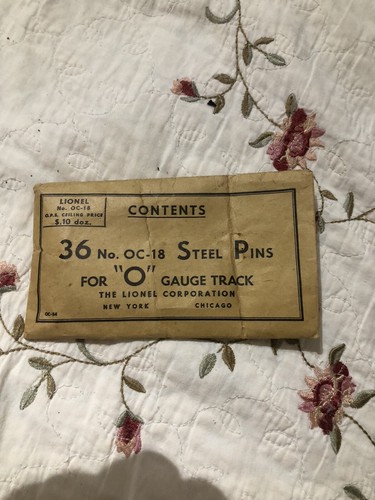 LIONEL
No. OC-18
O.P.S. CEILING PRICE
$.10 doz.
CONTENTS
36 No. OC-18 STEEL PINS
FOR "O" GAUGE TRACK
THE LIONEL CORPORATION
NEW YORK CHICAGO